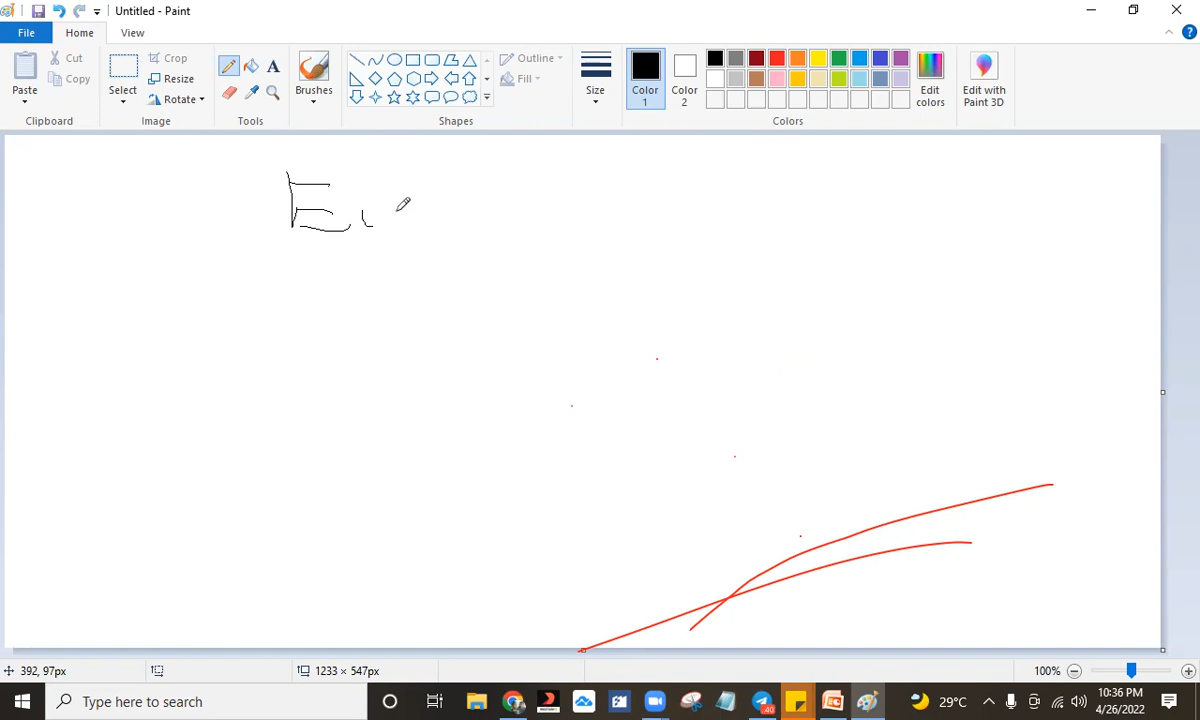 Untitled - Paint
File Home View
Paste Cut Copy
Clipboard
Select Crop Resize Rotate
Image
Tools
Brushes
Shapes
Outline Fill
Size
Color 1
Color 2
Colors
Edit colors
Edit with Paint 3D
E
392, 97px
1233 × 547px
100%
Type here to search
40
29°C
10:36 PM
4/26/2022